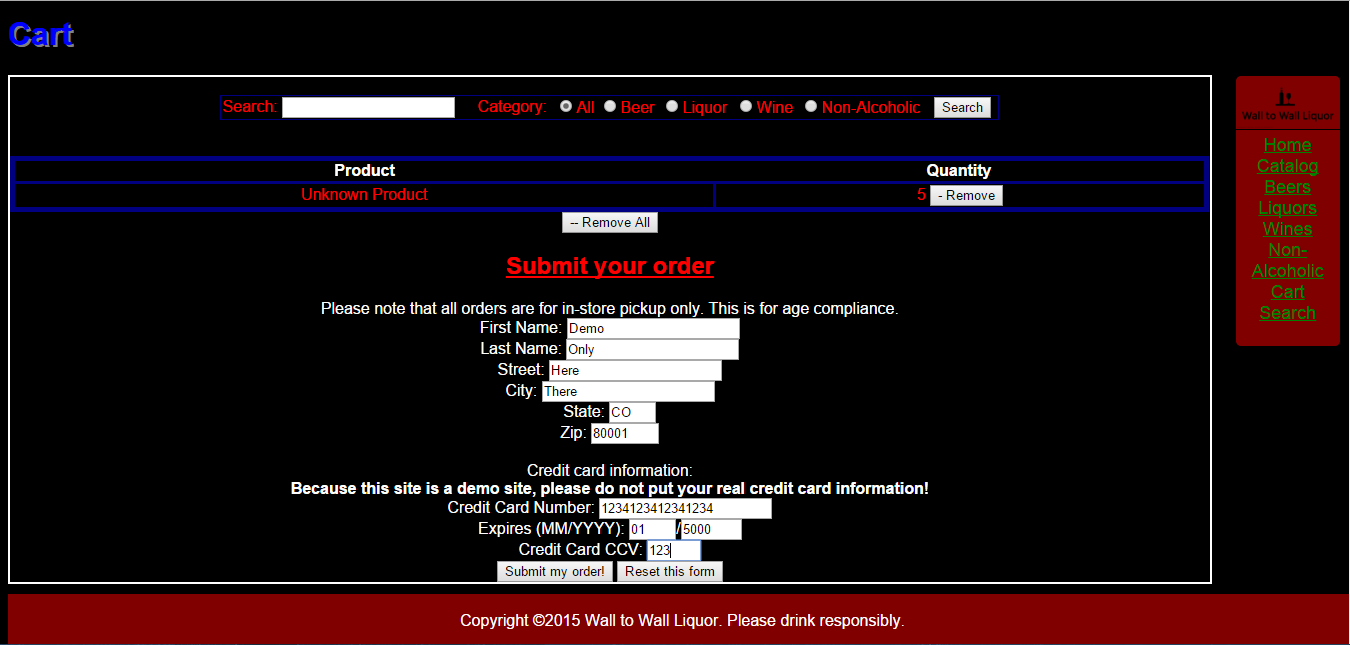 Cart
Search: Category: All Beer Liquor Wine Non-Alcoholic Search
Wall to Wall Liquor
Home
Catalog
Beers
Liquors
Wines
Non-
Alcoholic
Cart
Search
Product Quantity
Unknown Product 5 - Remove
-- Remove All
Submit your order
Please note that all orders are for in-store pickup only. This is for age compliance.
First Name: Demo
Last Name: Only
Street: Here
City: There
State: CO
Zip: 80001
Credit card information:
Because this site is a demo site, please do not put your real credit card information!
Credit Card Number: 1234123412341234
Expires (MM/YYYY): 01 /5000
Credit Card CCV: 123
Submit my order! Reset this form
Copyright ©2015 Wall to Wall Liquor. Please drink responsibly.